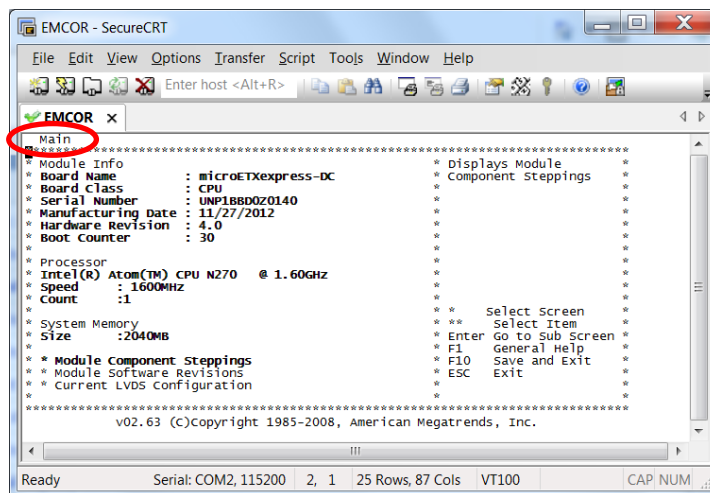 EMCOR - SecureCRT
File Edit View Options Transfer Script Tools Window Help
Enter host <Alt+R>
EMCOR
Main
*******************************************************************************
* Module Info * Displays Module *
* Board Name : microETXexpress-DC * Component Steppings *
* Board Class : CPU * *
* Serial Number : UNP1BBD0Z0140 * *
* Manufacturing Date : 11/27/2012 * *
* Hardware Revision : 4.0 * *
* Boot Counter : 30 * *
* * *
* Processor * *
* Intel(R) Atom(TM) CPU N270 @ 1.60GHz * *
* Speed : 1600MHz * *
* Count :1 * *
* * * Select Screen *
* System Memory * ** Select Item *
* Size :2040MB * Enter Go to Sub Screen *
* * F1 General Help *
* * Module Component Steppings * F10 Save and Exit *
* * Module Software Revisions * ESC Exit *
* * Current LVDS Configuration * *
* * *
*******************************************************************************
v02.63 (C)Copyright 1985-2008, American Megatrends, Inc.
Ready Serial: COM2, 115200 2, 1 25 Rows, 87 Cols VT100 CAP NUM